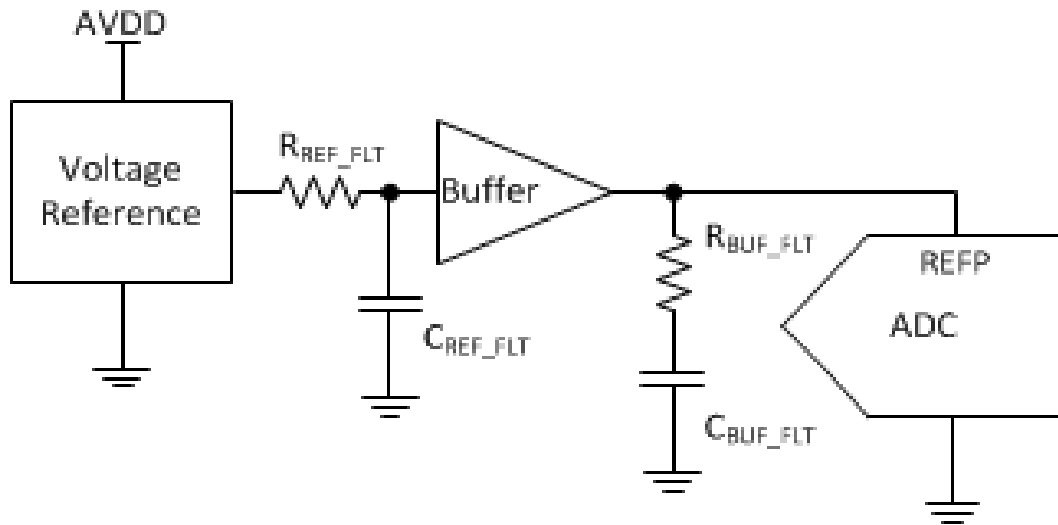 AVDD
Voltage
Reference
RREF_FLT
CREF_FLT
Buffer
RBUF_FLT
CBUF_FLT
REFP
ADC